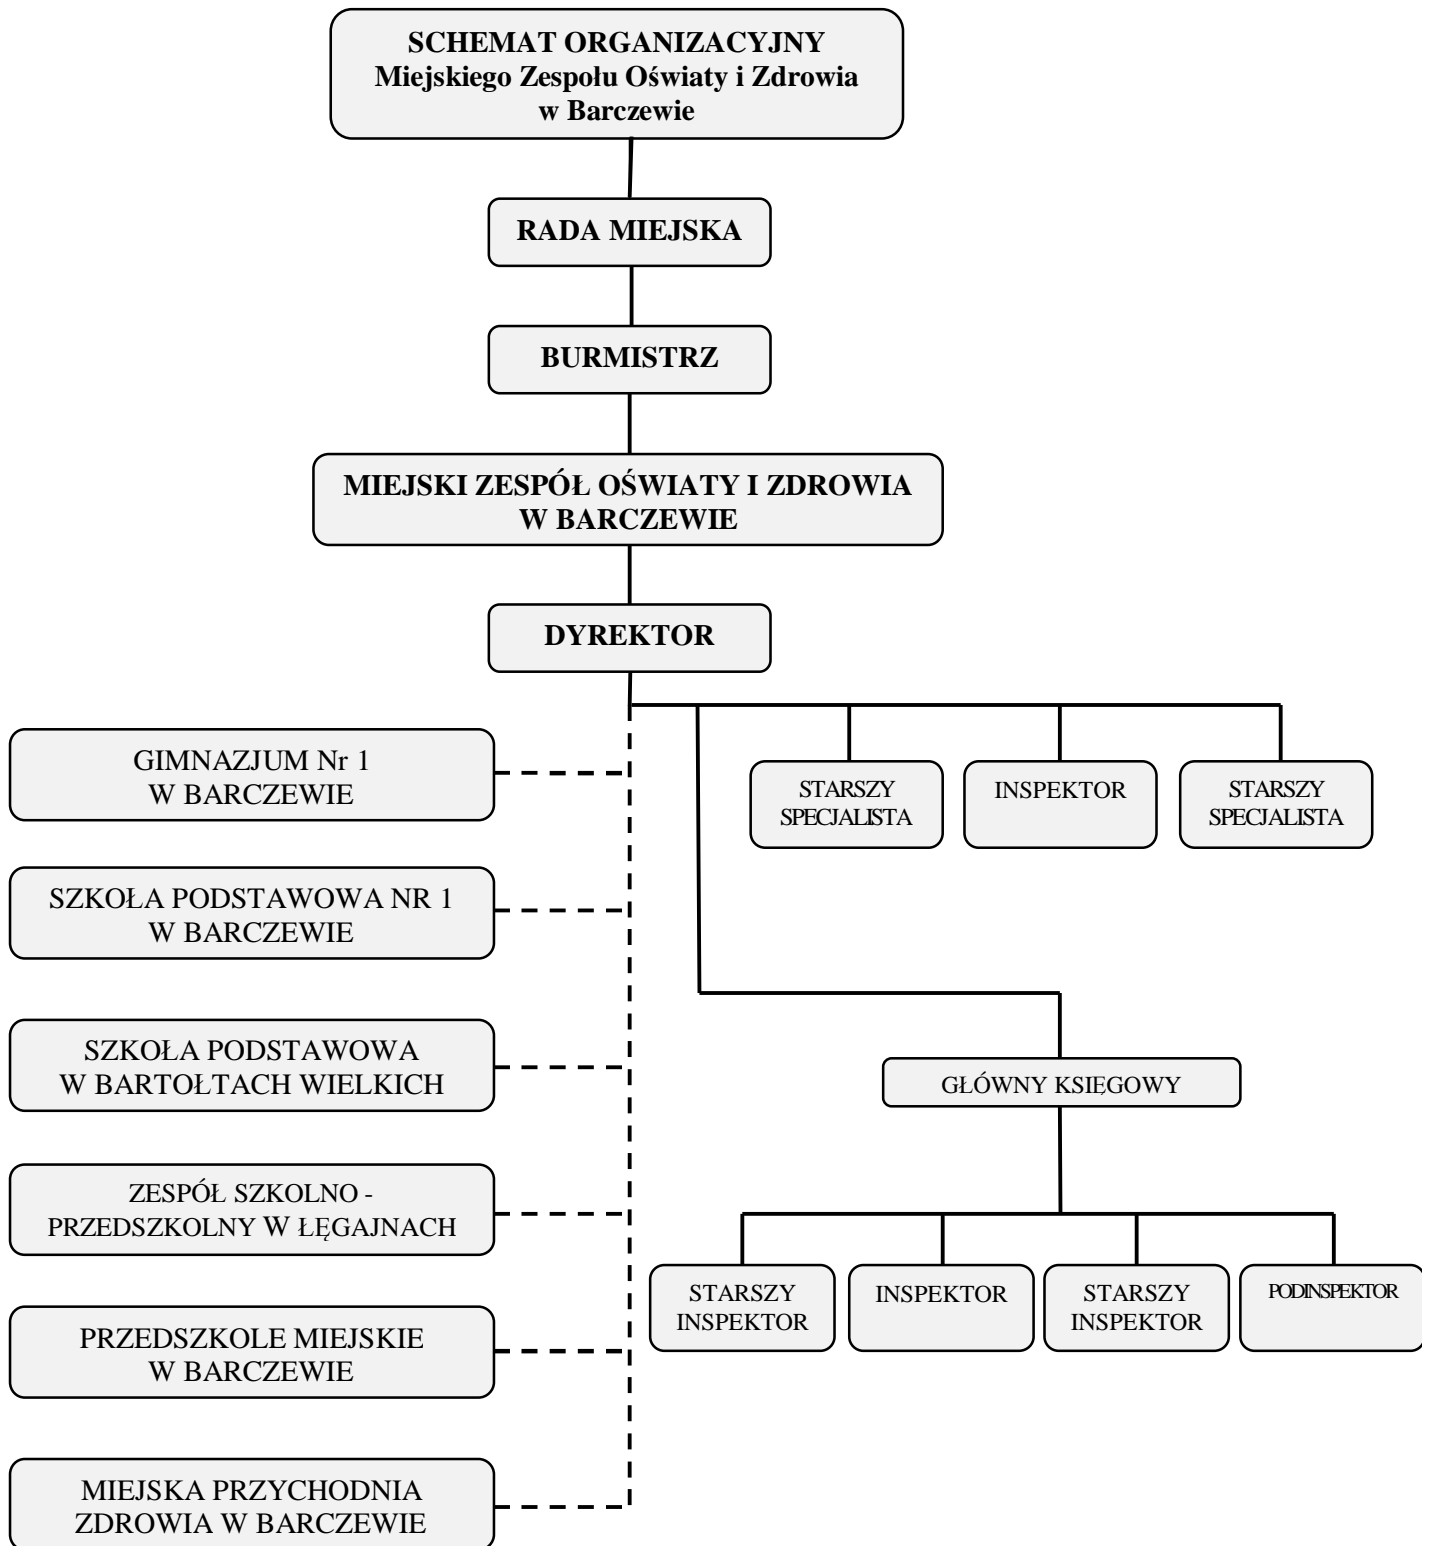 SCHEMAT ORGANIZACYJNY
Miejskiego Zespołu Oświaty i Zdrowia
w Barczewie
RADA MIEJSKA
BURMISTRZ
MIEJSKI ZESPÓŁ OŚWIATY I ZDROWIA
W BARCZEWIE
DYREKTOR
GIMNAZJUM Nr 1
W BARCZEWIE
SZKOŁA PODSTAWOWA NR 1
W BARCZEWIE
SZKOŁA PODSTAWOWA
W BARTOŁTACH WIELKICH
ZESPÓŁ SZKOLNO -
PRZEDSZKOLNY W ŁĘGAJNACH
PRZEDSZKOLE MIEJSKIE
W BARCZEWIE
MIEJSKA PRZYCHODNIA
ZDROWIA W BARCZEWIE
STARSZY
SPECJALISTA
INSPEKTOR
STARSZY
SPECJALISTA
GŁÓWNY KSIĘGOWY
STARSZY
INSPEKTOR
INSPEKTOR
STARSZY
INSPEKTOR
PODINSPEKTOR